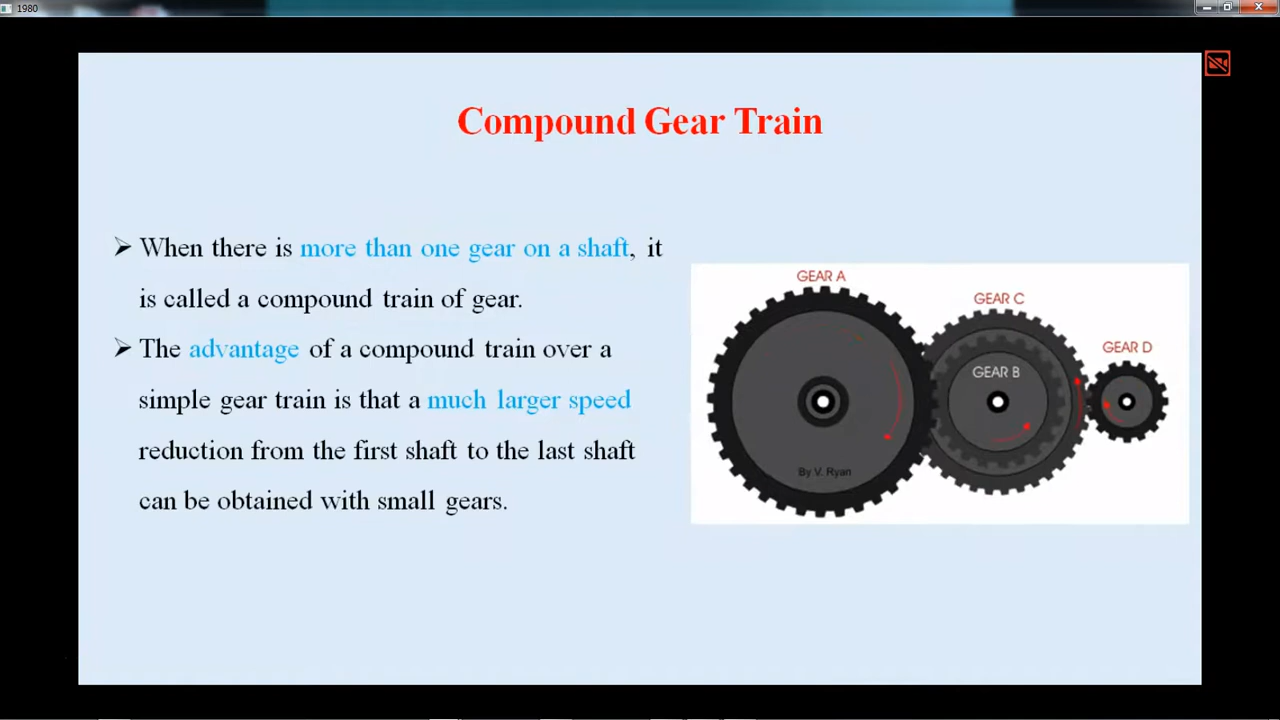 1980
Compound Gear Train
➢ When there is more than one gear on a shaft, it
is called a compound train of gear.
➢ The advantage of a compound train over a
simple gear train is that a much larger speed
reduction from the first shaft to the last shaft
can be obtained with small gears.
GEAR A
GEAR C
GEAR D
GEAR B
By V. Ryan